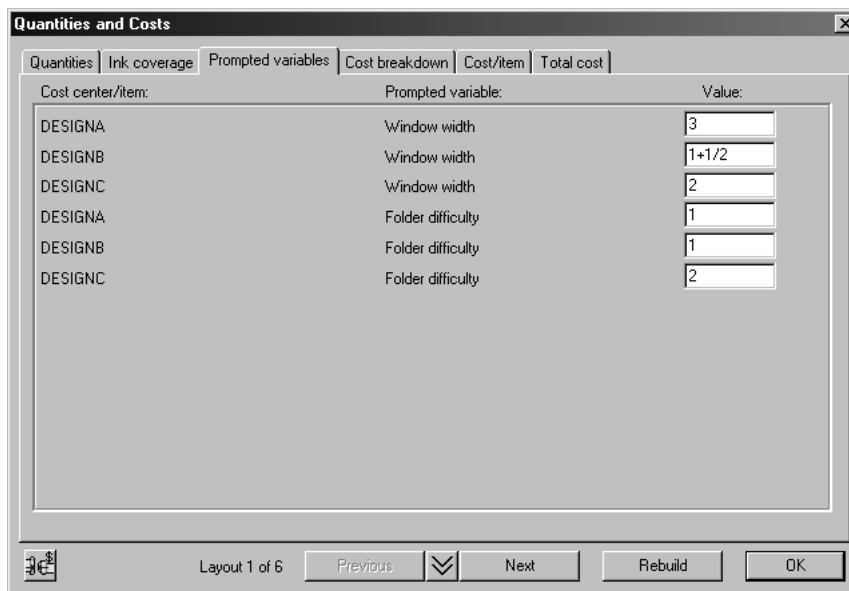 Quantities and Costs
Quantities Ink coverage Prompted variables Cost breakdown Cost/item Total cost
Cost center/item: Prompted variable: Value:
DESIGNA Window width 3
DESIGNB Window width 1+1/2
DESIGNC Window width 2
DESIGNA Folder difficulty 1
DESIGNB Folder difficulty 1
DESIGNC Folder difficulty 2
Layout 1 of 6 Previous Next Rebuild OK